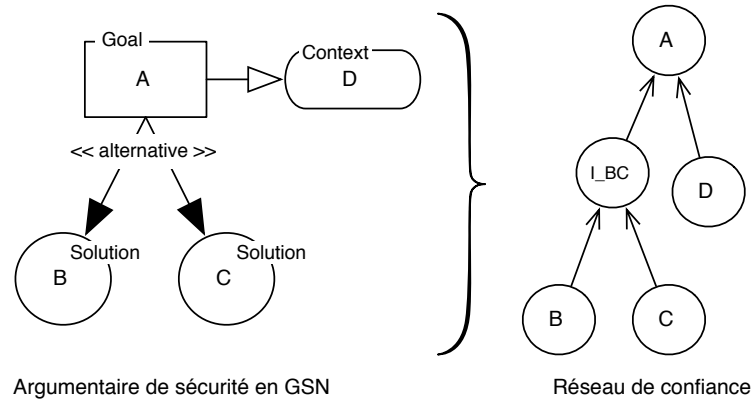 Goal
A
Context
D
<< alternative >>
Solution
B
Solution
C
A
I_BC
D
B
C
Argumentaire de sécurité en GSN
Réseau de confiance